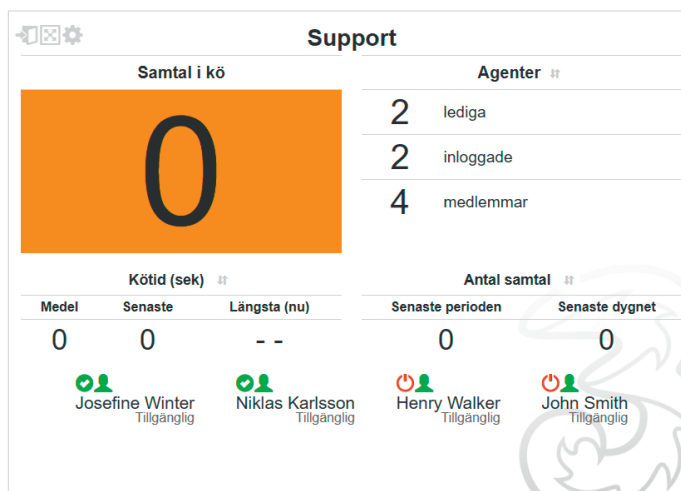 Support
Samtal i kö
0
Agenter
2 lediga
2 inloggade
4 medlemmar
Kötid (sek)
Medel Senaste Längsta (nu)
0 0 - -
Antal samtal
Senaste perioden Senaste dygnet
0 0
Josefine Winter
Tillgänglig
Niklas Karlsson
Tillgänglig
Henry Walker
Tillgänglig
John Smith
Tillgänglig